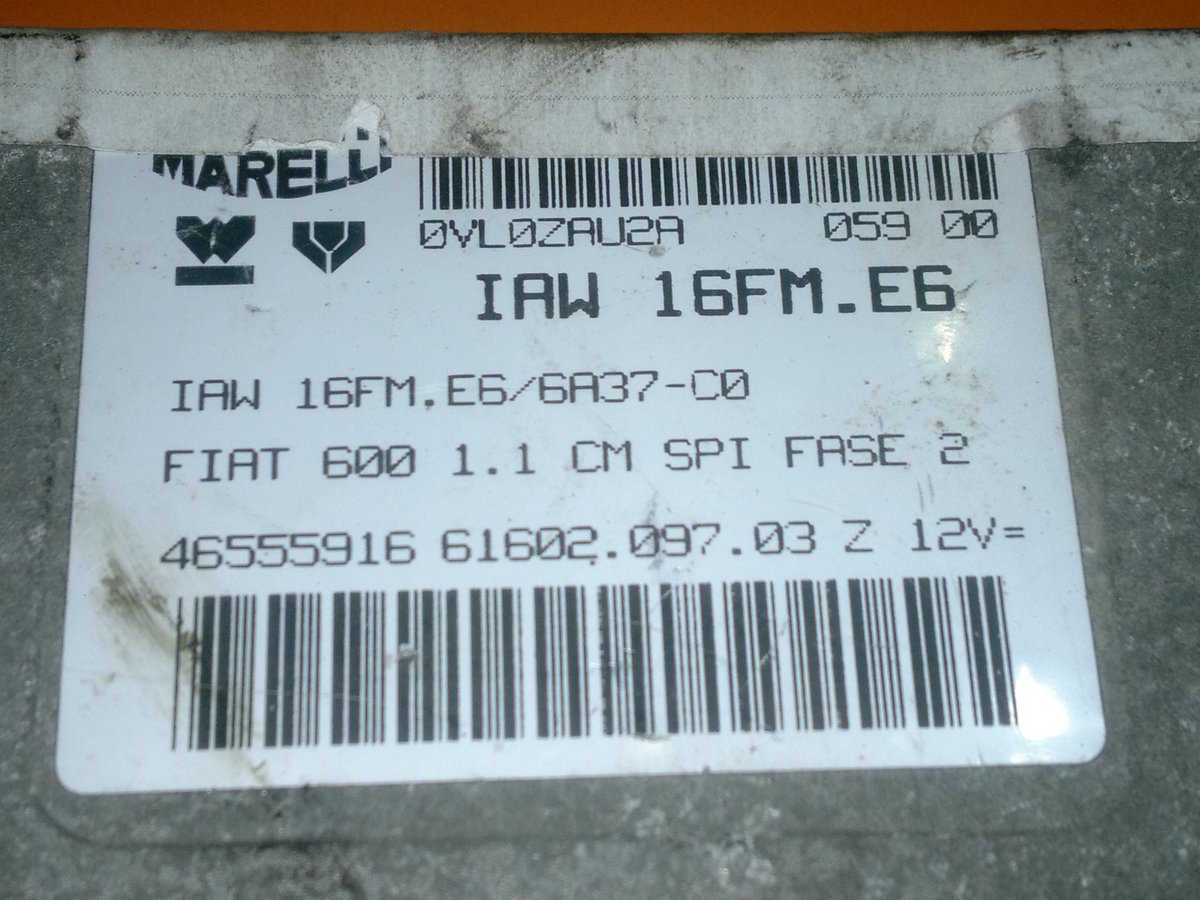 MARELLI
0VL0ZAU2A 059 00
IAW 16FM.E6
IAW 16FM.E6/6A37-C0
FIAT 600 1.1 CM SPI FASE 2
46555916 61602.097.03 Z 12V=